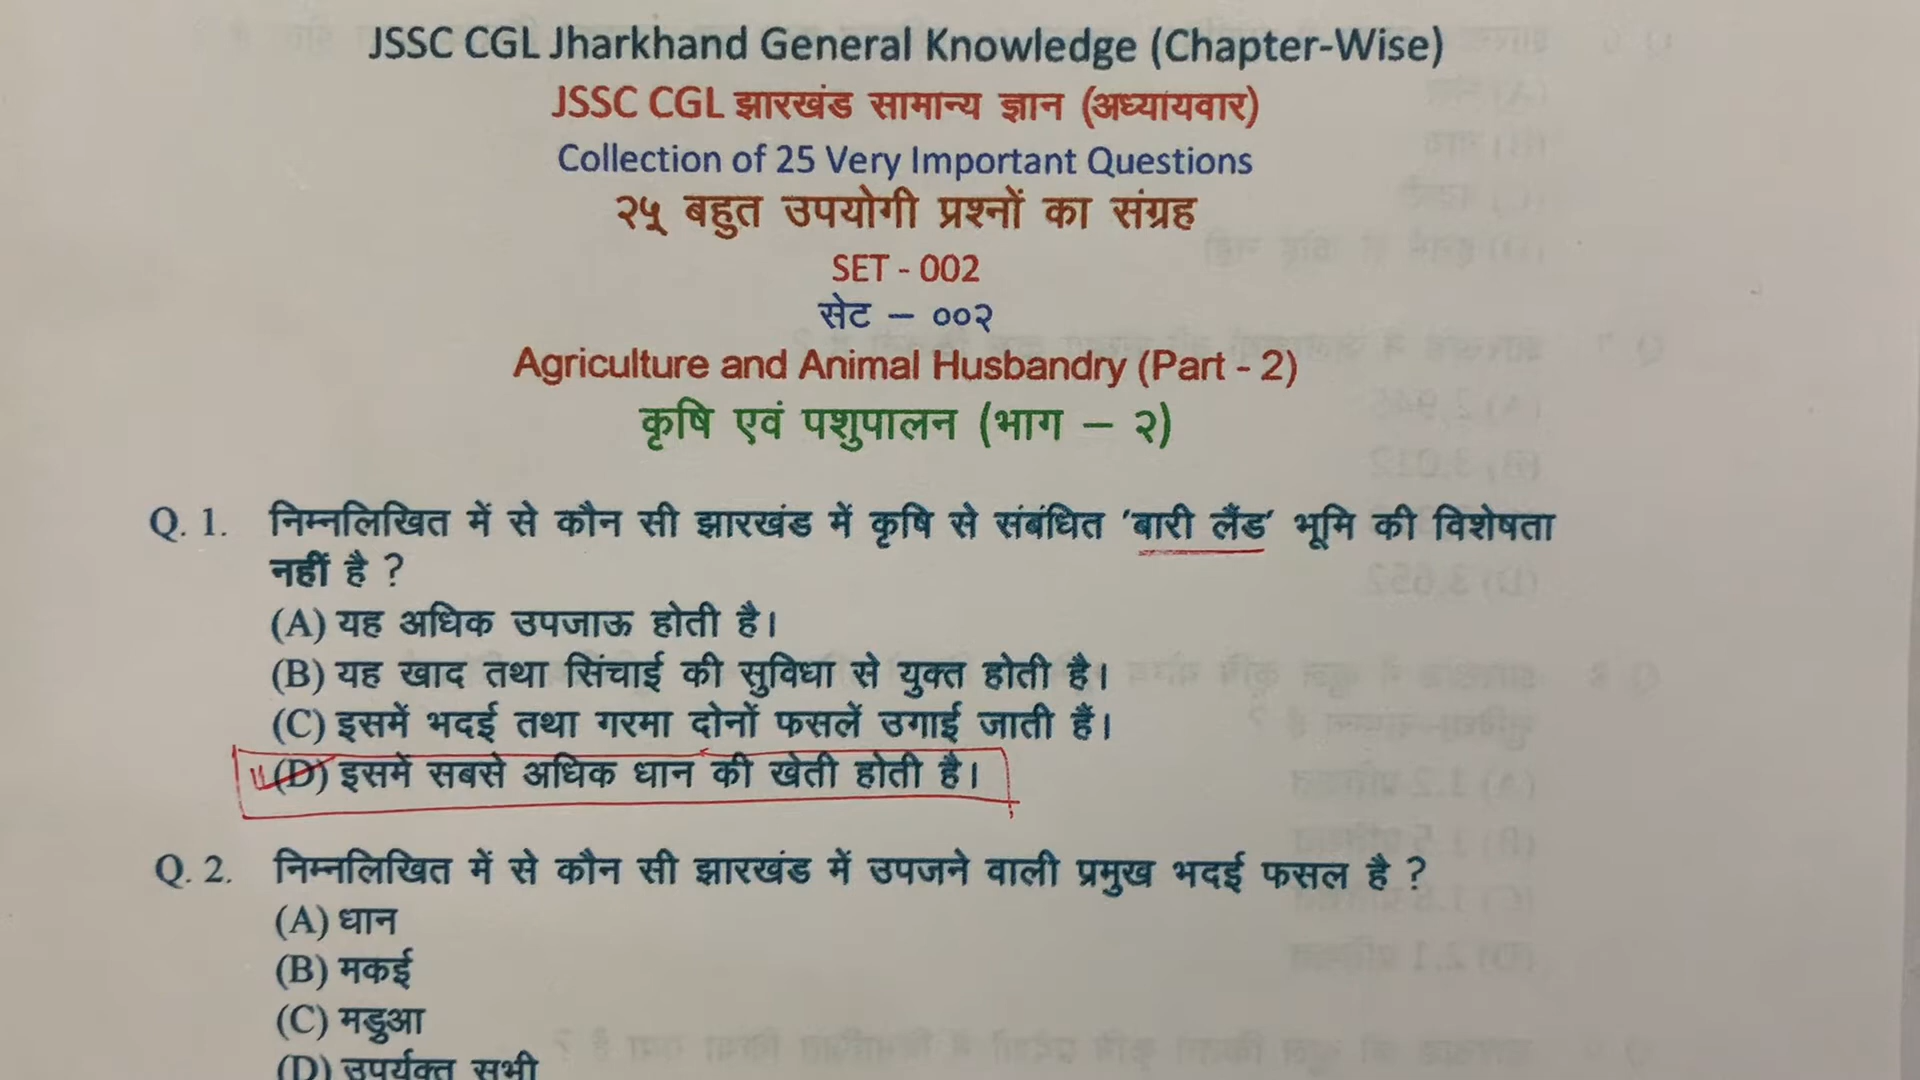 JSSC CGL Jharkhand General Knowledge (Chapter-Wise)
JSSC CGL झारखंड सामान्य ज्ञान (अध्यायवार)
Collection of 25 Very Important Questions
२५ बहुत उपयोगी प्रश्नों का संग्रह
SET - 002
सेट – ००२
Agriculture and Animal Husbandry (Part - 2)
कृषि एवं पशुपालन (भाग – २)
Q. 1. निम्नलिखित में से कौन सी झारखंड में कृषि से संबंधित 'बारी लैंड' भूमि की विशेषता
नहीं है ?
(A) यह अधिक उपजाऊ होती है।
(B) यह खाद तथा सिंचाई की सुविधा से युक्त होती है।
(C) इसमें भदई तथा गरमा दोनों फसलें उगाई जाती हैं।
(D) इसमें सबसे अधिक धान की खेती होती है।
Q. 2. निम्नलिखित में से कौन सी झारखंड में उपजने वाली प्रमुख भदई फसल है ?
(A) धान
(B) मकई
(C) मडुआ
(D) उपर्युक्त सभी